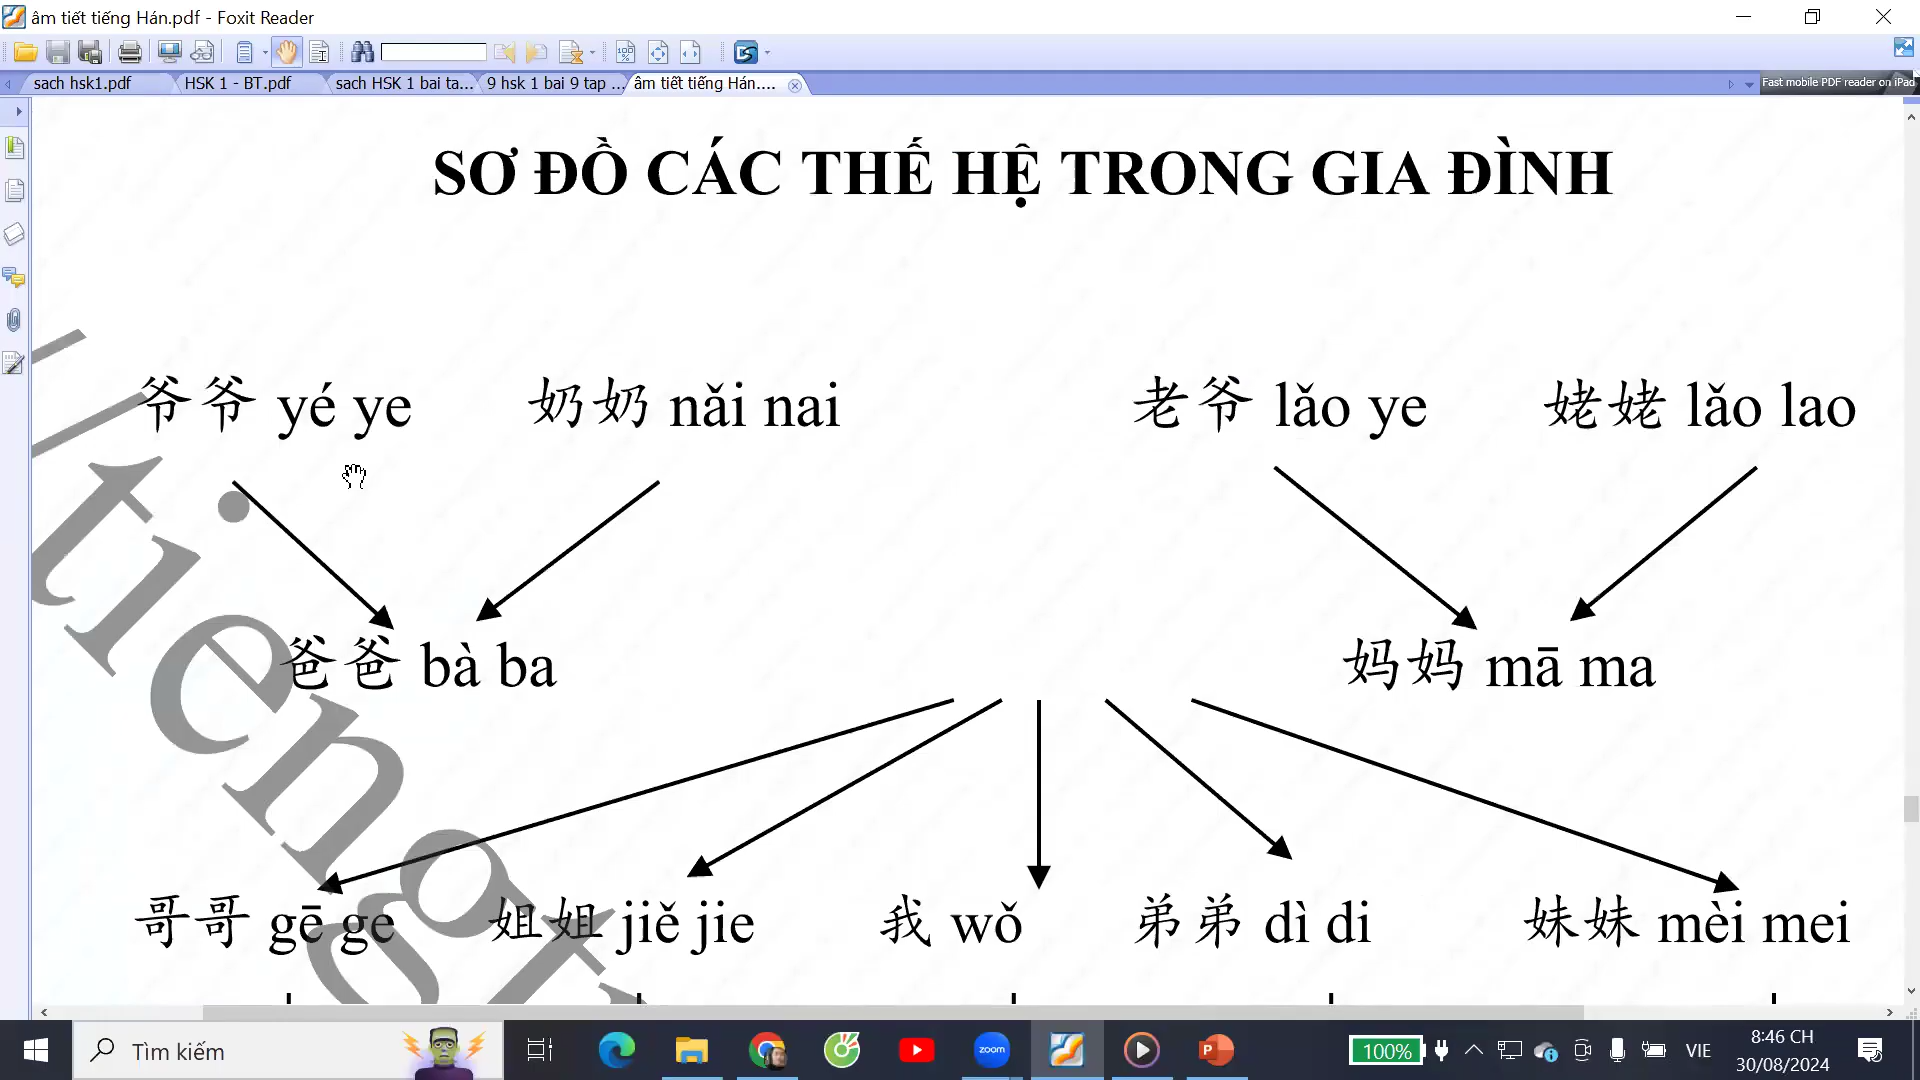 âm tiết tiếng Hán.pdf - Foxit Reader
sach hsk1.pdf HSK 1 - BT.pdf sach HSK 1 bai ta... 9 hsk 1 bai 9 tap ... âm tiết tiếng Hán.... Fast mobile PDF reader on iPad
SƠ ĐỒ CÁC THẾ HỆ TRONG GIA ĐÌNH
爷爷 yé ye 奶奶 nǎi nai 老爷 lǎo ye 姥姥 lǎo lao
爸爸 bà ba 妈妈 mā ma
哥哥 gē ge 姐姐 jiě jie 我 wǒ 弟弟 dì di 妹妹 mèi mei
/tiengt
Tìm kiếm zoom 100% VIE 8:46 CH
30/08/2024